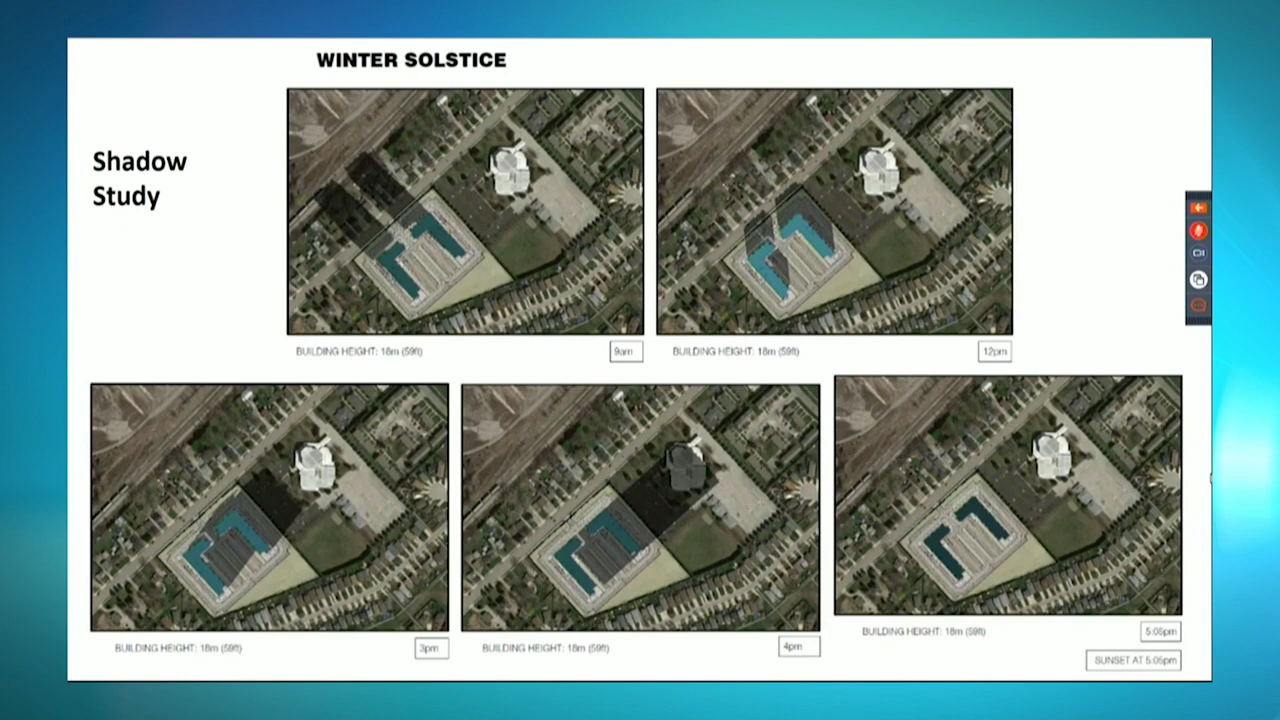 WINTER SOLSTICE
Shadow
Study
BUILDING HEIGHT: 18m (59ft)
9am
BUILDING HEIGHT: 18m (59ft)
12pm
BUILDING HEIGHT: 18m (59ft)
3pm
BUILDING HEIGHT: 18m (59ft)
4pm
BUILDING HEIGHT: 18m (59ft)
5:05pm
SUNSET AT 5:05pm